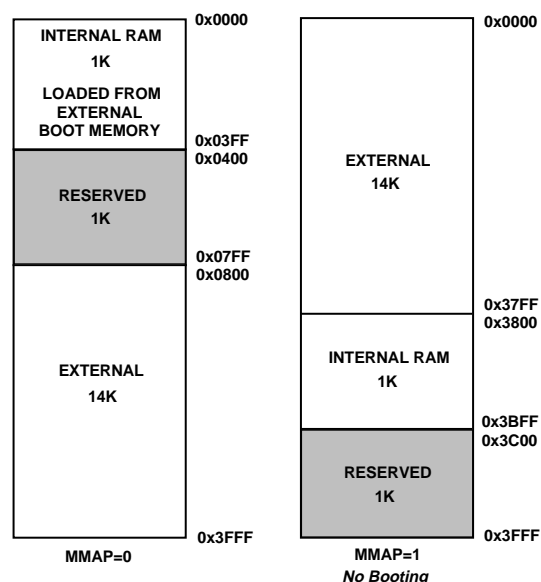 0x0000
INTERNAL RAM
1K
LOADED FROM
EXTERNAL
BOOT MEMORY
0x03FF
0x0400
RESERVED
1K
0x07FF
0x0800
EXTERNAL
14K
0x3FFF
MMAP=0
0x0000
EXTERNAL
14K
0x37FF
0x3800
INTERNAL RAM
1K
0x3BFF
0x3C00
RESERVED
1K
0x3FFF
MMAP=1
No Booting